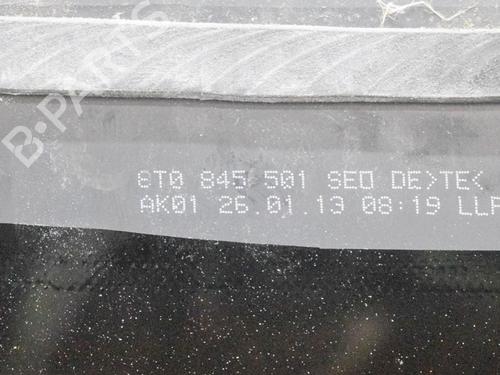 B-PARTS
8T0 845 501 SEO DE>TE<
AK01 26.01.13 08:19 LLP